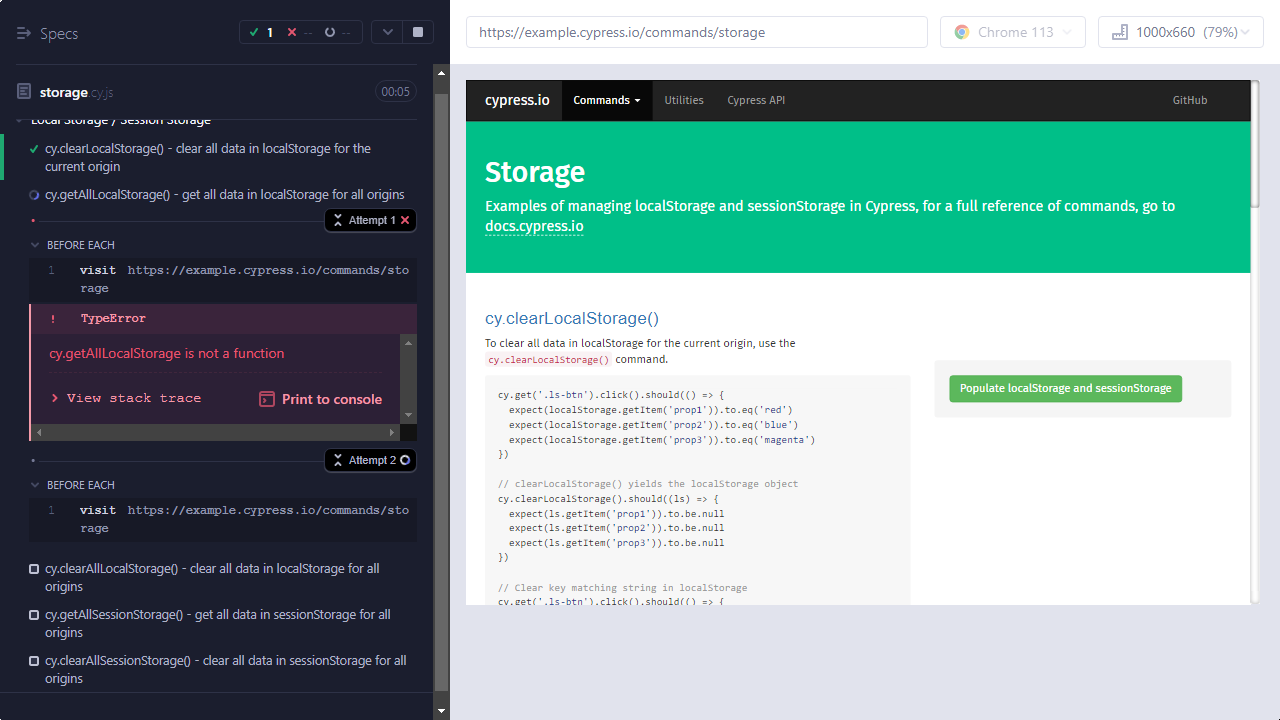 Specs
1 -- --
storage.cy.js
00:05
Local Storage / Session Storage
cy.clearLocalStorage() - clear all data in localStorage for the
current origin
cy.getAllLocalStorage() - get all data in localStorage for all origins
Attempt 1
BEFORE EACH
1 visit https://example.cypress.io/commands/sto
rage
! TypeError
cy.getAllLocalStorage is not a function
> View stack trace
Print to console
Attempt 2
BEFORE EACH
1 visit https://example.cypress.io/commands/sto
rage
cy.clearAllLocalStorage() - clear all data in localStorage for all
origins
cy.getAllSessionStorage() - get all data in sessionStorage for all
origins
cy.clearAllSessionStorage() - clear all data in sessionStorage for all
origins
https://example.cypress.io/commands/storage
Chrome 113
1000x660 (79%)
cypress.io
Commands
Utilities
Cypress API
GitHub
Storage
Examples of managing localStorage and sessionStorage in Cypress, for a full reference of commands, go to
docs.cypress.io
cy.clearLocalStorage()
To clear all data in localStorage for the current origin, use the
cy.clearLocalStorage() command.
cy.get('.ls-btn').click().should(() => {
expect(localStorage.getItem('prop1')).to.eq('red')
expect(localStorage.getItem('prop2')).to.eq('blue')
expect(localStorage.getItem('prop3')).to.eq('magenta')
})
// clearLocalStorage() yields the localStorage object
cy.clearLocalStorage().should((ls) => {
expect(ls.getItem('prop1')).to.be.null
expect(ls.getItem('prop2')).to.be.null
expect(ls.getItem('prop3')).to.be.null
})
// Clear key matching string in localStorage
cy.get('.ls-btn').click().should(() => {
Populate localStorage and sessionStorage